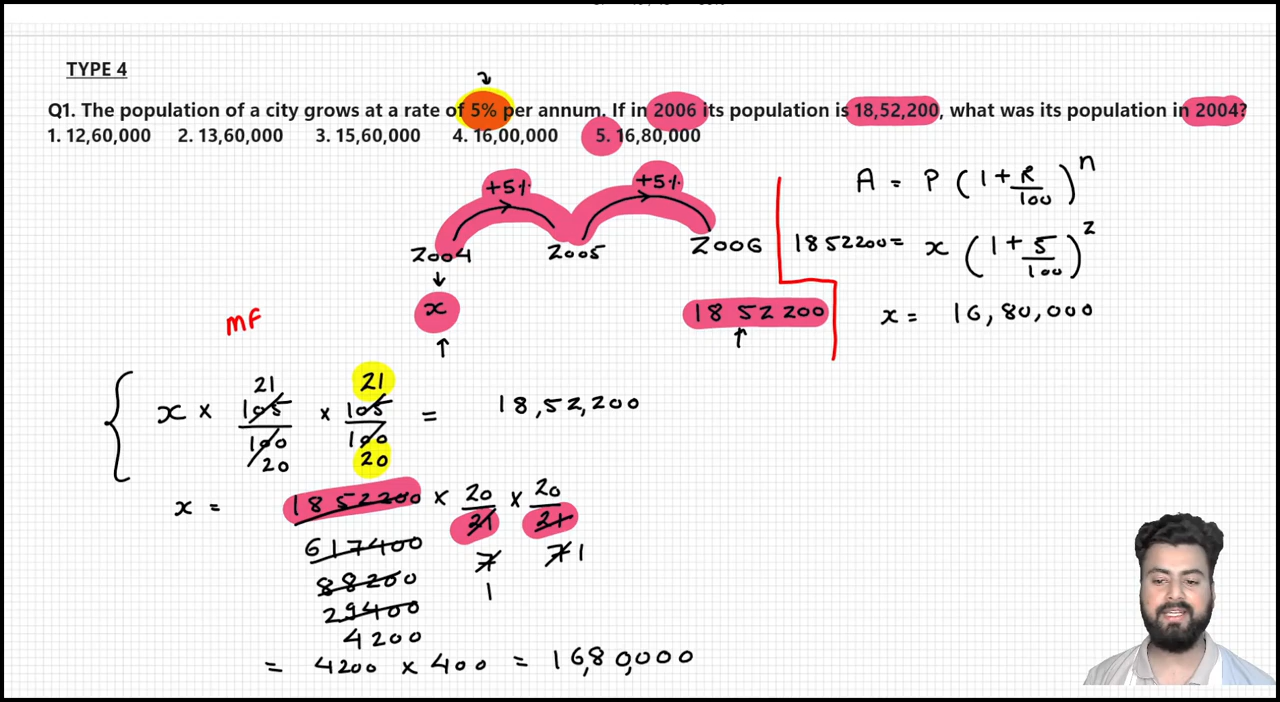 TYPE 4
Q1. The population of a city grows at a rate of 5% per annum. If in 2006 its population is 18,52,200, what was its population in 2004?
1. 12,60,000 2. 13,60,000 3. 15,60,000 4. 16,00,000 5. 16,80,000
+5% +5%
2004 2005 2006
x 18 52 200
A = P (1 + R/100)^n
1852200 = x (1 + 5/100)^2
x = 16,80,000
MF
21 21
x × 105/100 × 105/100 = 18,52,200
20 20
x = 1852200 × 20/21 × 20/21
617400 7 7 1
88200 1
29400
4200
= 4200 × 400 = 16,80,000